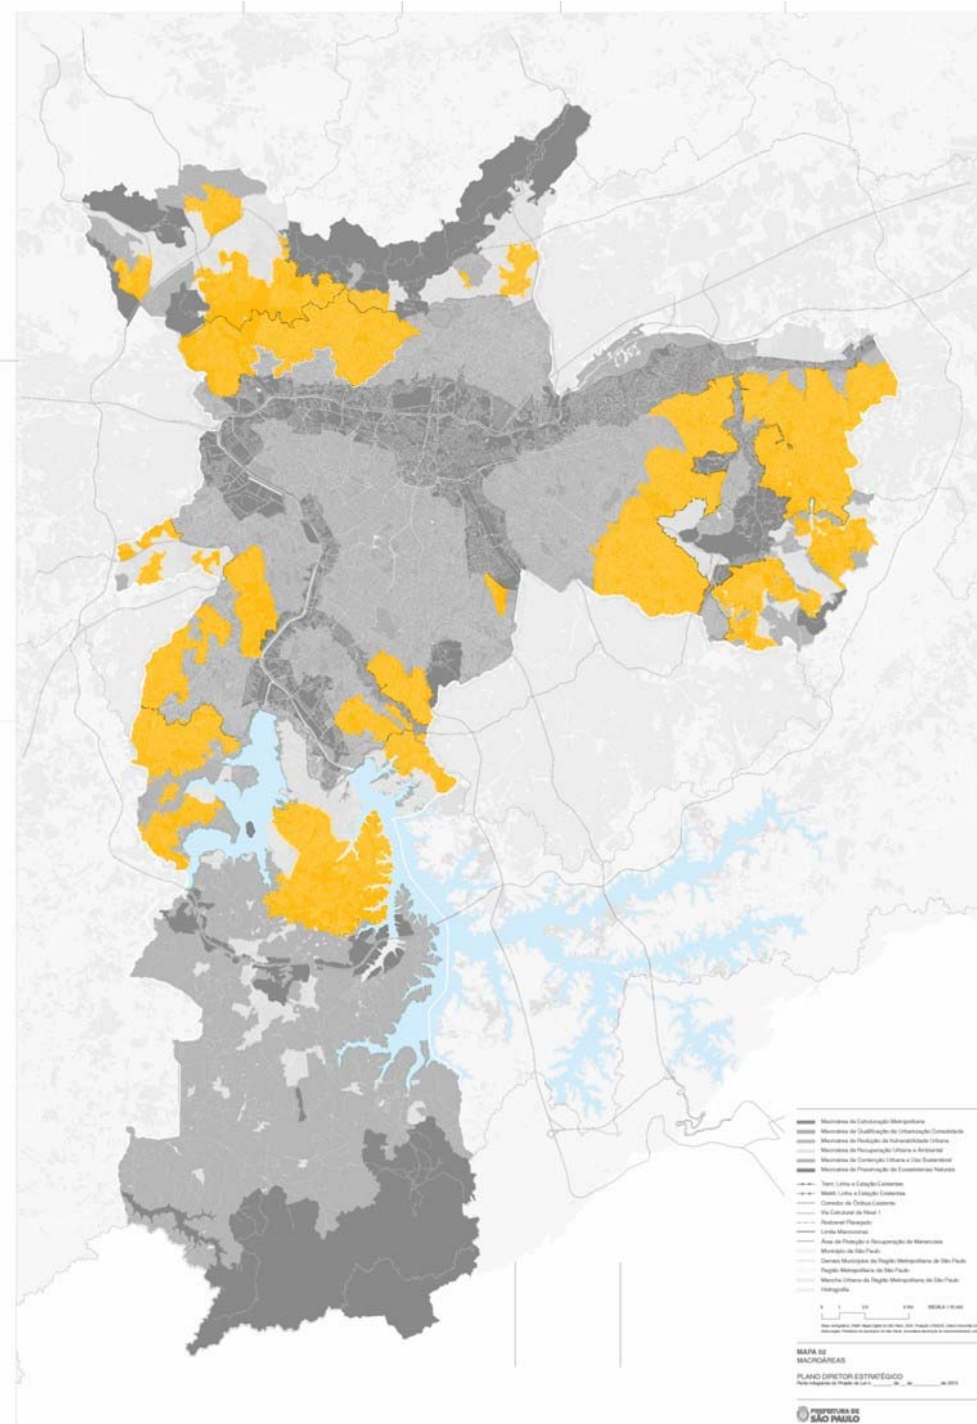 Macroárea de Estruturação Metropolitana
Macroárea de Qualificação da Urbanização Consolidada
Macroárea de Redução da Vulnerabilidade Urbana
Macroárea de Recuperação Urbana e Ambiental
Macroárea de Contenção Urbana e Uso Sustentável
Macroárea de Preservação de Ecossistemas Naturais
Trem: Linha e Estação Existentes
Metrô: Linha e Estação Existentes
Corredor de Ônibus Existente
Via Estrutural de Nível 1
Rodoanel Planejado
Limite Macrozonas
Área de Proteção e Recuperação de Mananciais
Município de São Paulo
Demais Municípios da Região Metropolitana de São Paulo
Região Metropolitana de São Paulo
Mancha Urbana da Região Metropolitana de São Paulo
Hidrografia
MAPA 02
MACROÁREAS
PLANO DIRETOR ESTRATÉGICO
PREFEITURA DE
SÃO PAULO